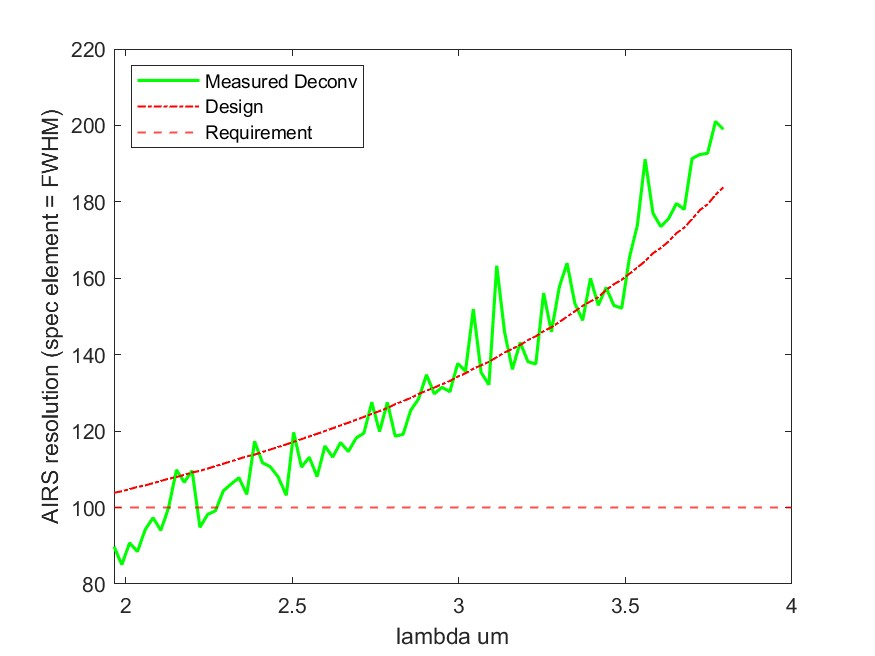 220
200
180
160
140
120
100
80
AIRS resolution (spec element = FWHM)
Measured Deconv
Design
Requirement
2
2.5
3
3.5
4
lambda um